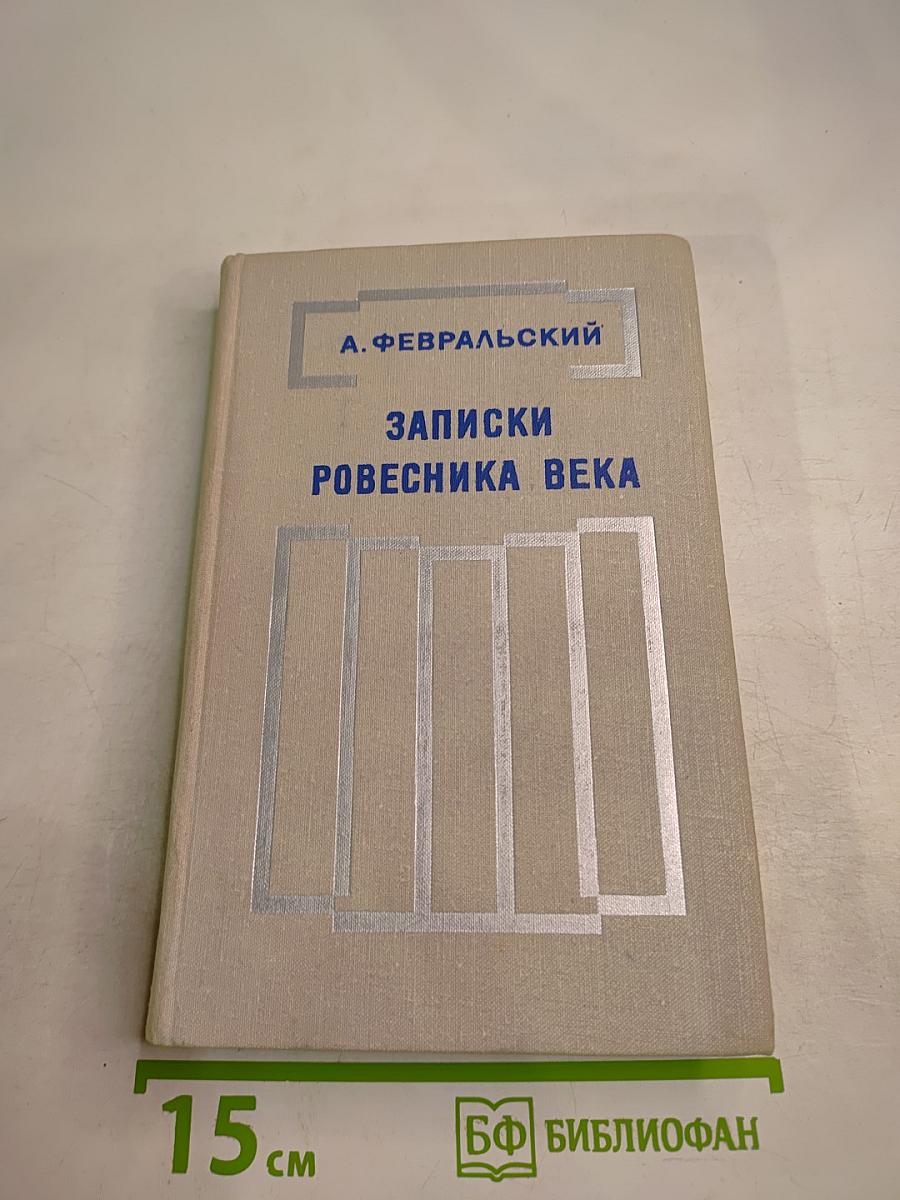 А. ФЕВРАЛЬСКИЙ
ЗАПИСКИ
РОВЕСНИКА ВЕКА
15 см
БФ БИБЛИОФАН